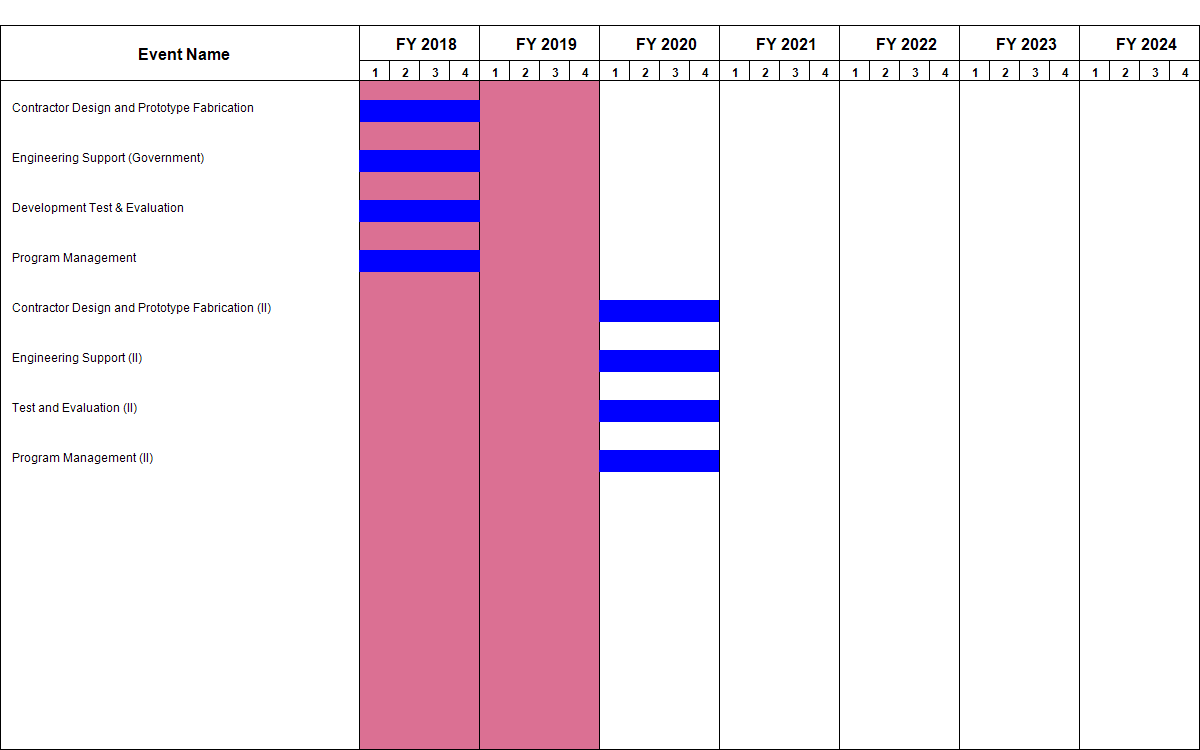 Event Name
FY 2018 FY 2019 FY 2020 FY 2021 FY 2022 FY 2023 FY 2024
1 2 3 4 1 2 3 4 1 2 3 4 1 2 3 4 1 2 3 4 1 2 3 4 1 2 3 4
Contractor Design and Prototype Fabrication
Engineering Support (Government)
Development Test & Evaluation
Program Management
Contractor Design and Prototype Fabrication (II)
Engineering Support (II)
Test and Evaluation (II)
Program Management (II)